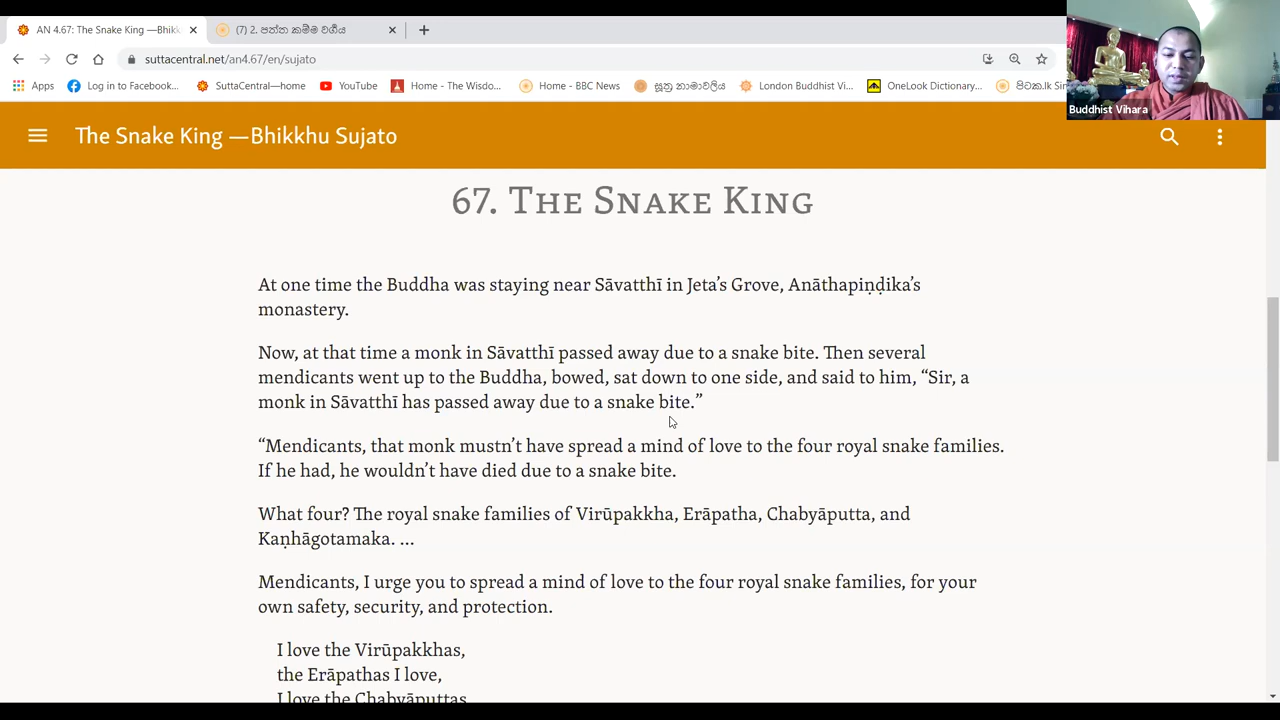 AN 4.67: The Snake King —Bhikk
(7) 2. පත්ත කම්ම වර්ගය
suttacentral.net/an4.67/en/sujato
Apps
Log in to Facebook...
SuttaCentral—home
YouTube
Home - The Wisdo...
Home - BBC News
සූත්‍ර නාමාවලිය
London Buddhist Vi...
OneLook Dictionary...
පිටක.lk Sin
Buddhist Vihara
The Snake King —Bhikkhu Sujato
67. The Snake King
At one time the Buddha was staying near Sāvatthī in Jeta’s Grove, Anāthapiṇḍika’s
monastery.
Now, at that time a monk in Sāvatthī passed away due to a snake bite. Then several
mendicants went up to the Buddha, bowed, sat down to one side, and said to him, “Sir, a
monk in Sāvatthī has passed away due to a snake bite.”
“Mendicants, that monk mustn’t have spread a mind of love to the four royal snake families.
If he had, he wouldn’t have died due to a snake bite.
What four? The royal snake families of Virūpakkha, Erāpatha, Chabyāputta, and
Kaṇhāgotamaka. …
Mendicants, I urge you to spread a mind of love to the four royal snake families, for your
own safety, security, and protection.
I love the Virūpakkhas,
the Erāpathas I love,
I love the Chabyāputtas